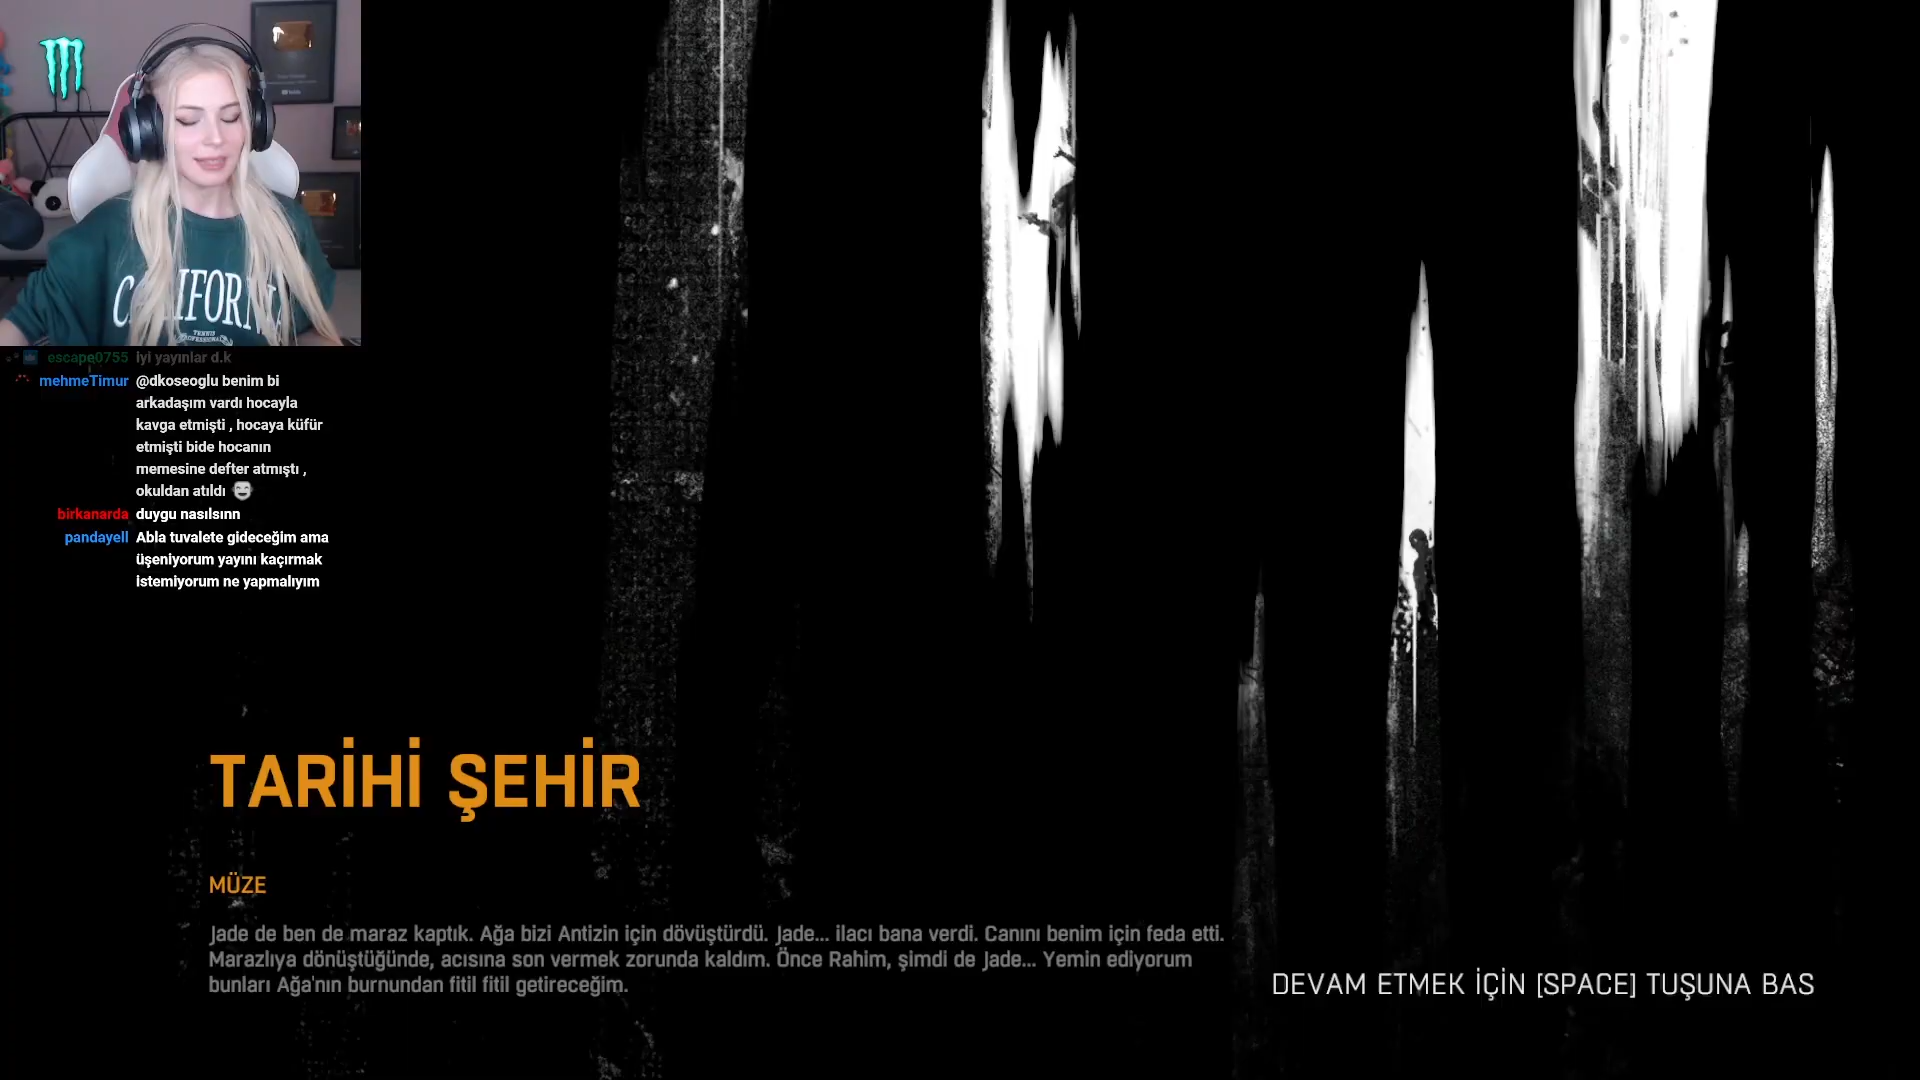 CALIFORNIA
TENNIS
PROFESSIONAL
escape0755 iyi yayınlar d.k
mehmeTimur @dkoseoglu benim bi
arkadaşım vardı hocayla
kavga etmişti , hocaya küfür
etmişti bide hocanın
memesine defter atmıştı ,
okuldan atıldı
birkanarda duygu nasılsınn
pandayell Abla tuvalete gideceğim ama
üşeniyorum yayını kaçırmak
istemiyorum ne yapmalıyım
TARİHİ ŞEHİR
MÜZE
Jade de ben de maraz kaptık. Ağa bizi Antizin için dövüştürdü. Jade... ilacı bana verdi. Canını benim için feda etti.
Marazlıya dönüştüğünde, acısına son vermek zorunda kaldım. Önce Rahim, şimdi de Jade... Yemin ediyorum
bunları Ağa'nın burnundan fitil fitil getireceğim.
DEVAM ETMEK İÇİN [SPACE] TUŞUNA BAS